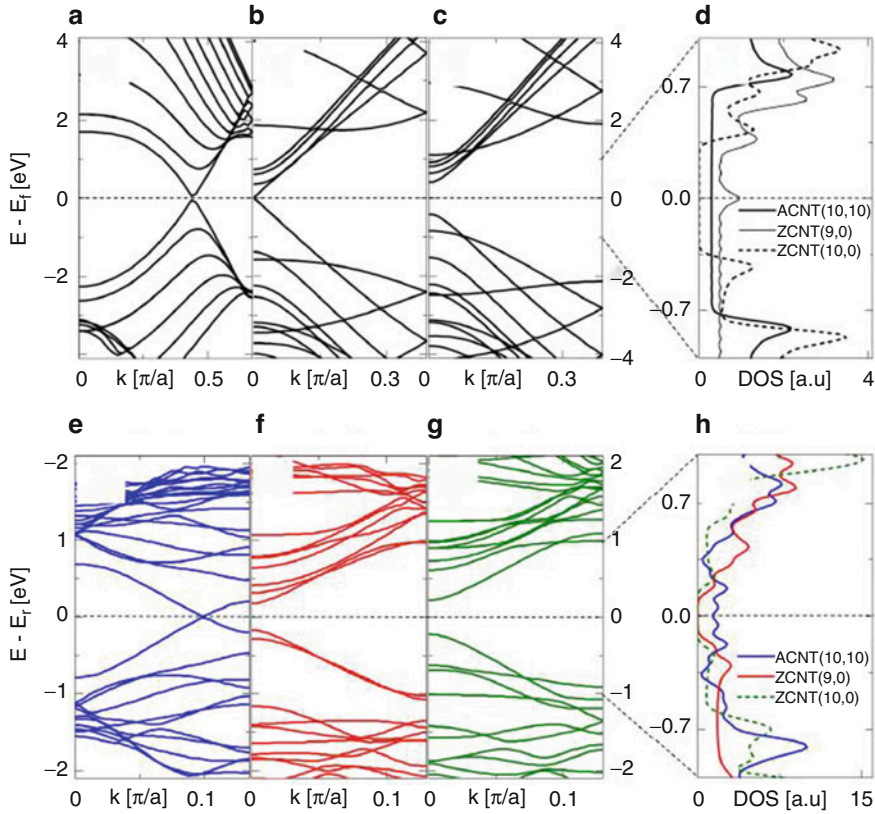 a b c d
4
2
0
−2
E - E_f [eV]
0 k [π/a] 0.5
0 k [π/a] 0.3
0 k [π/a] 0.3
4
2
0
−2
−4
0.7
0.0
−0.7
ACNT(10,10)
ZCNT(9,0)
ZCNT(10,0)
0 DOS [a.u] 4
e f g h
−2
1
0
−1
−2
E - E_r [eV]
0 k [π/a] 0.1
0 k [π/a] 0.1
0 k [π/a] 0.1
2
1
0
−1
−2
0.7
0.0
−0.7
ACNT(10,10)
ZCNT(9,0)
ZCNT(10,0)
0 DOS [a.u] 15